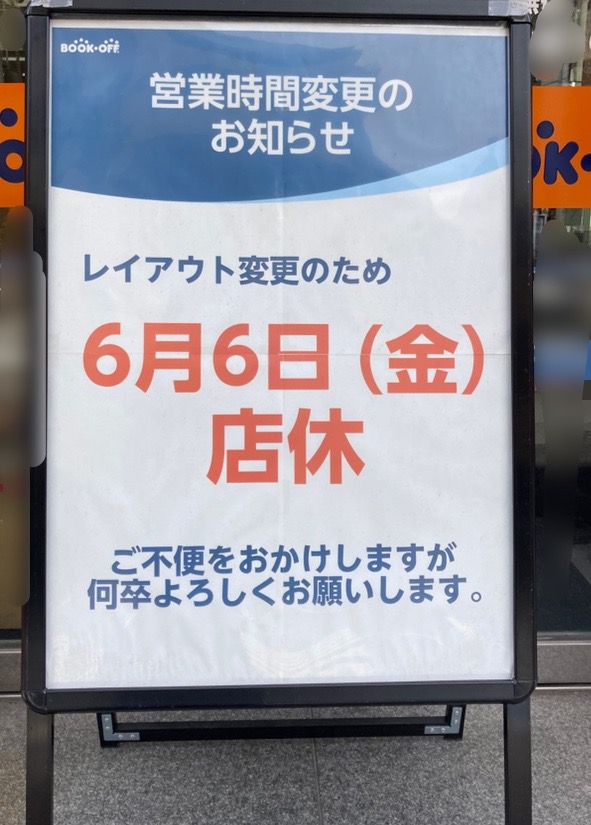 BOOK・OFF
営業時間変更の
お知らせ
レイアウト変更のため
6月6日（金）
店休
ご不便をおかけしますが
何卒よろしくお願いします。
OK・